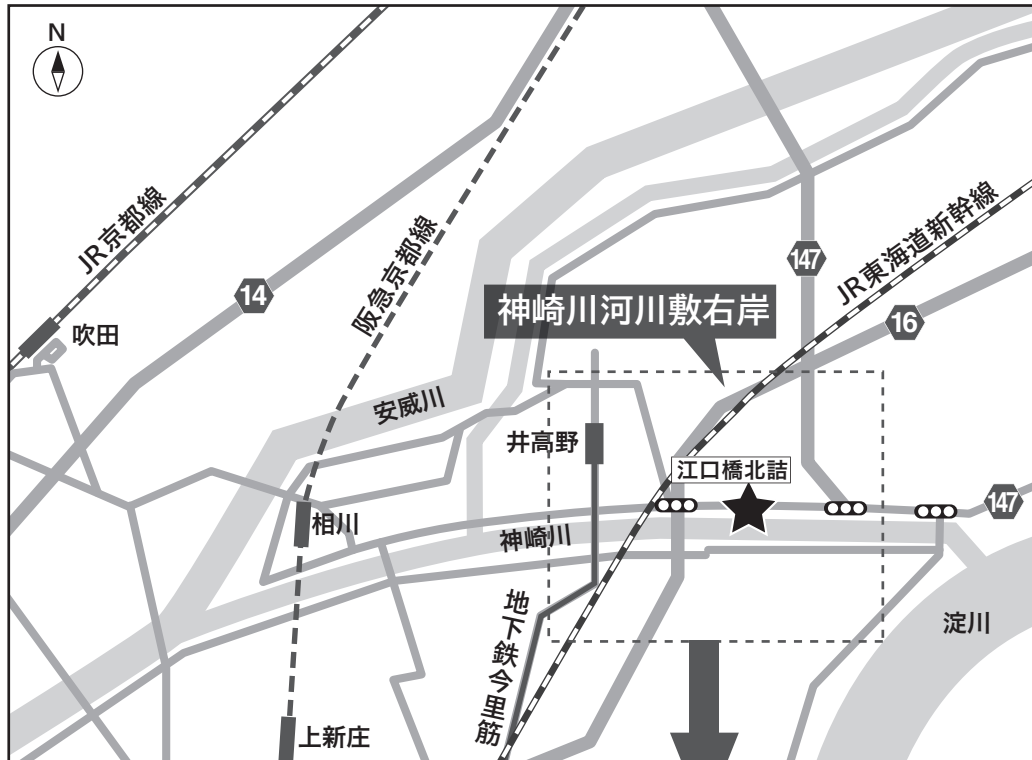 N
JR京都線
14
阪急京都線
147
JR東海道新幹線
神崎川河川敷右岸
16
吹田
安威川
井高野
江口橋北詰
147
相川
神崎川
地下鉄今里筋
淀川
上新庄